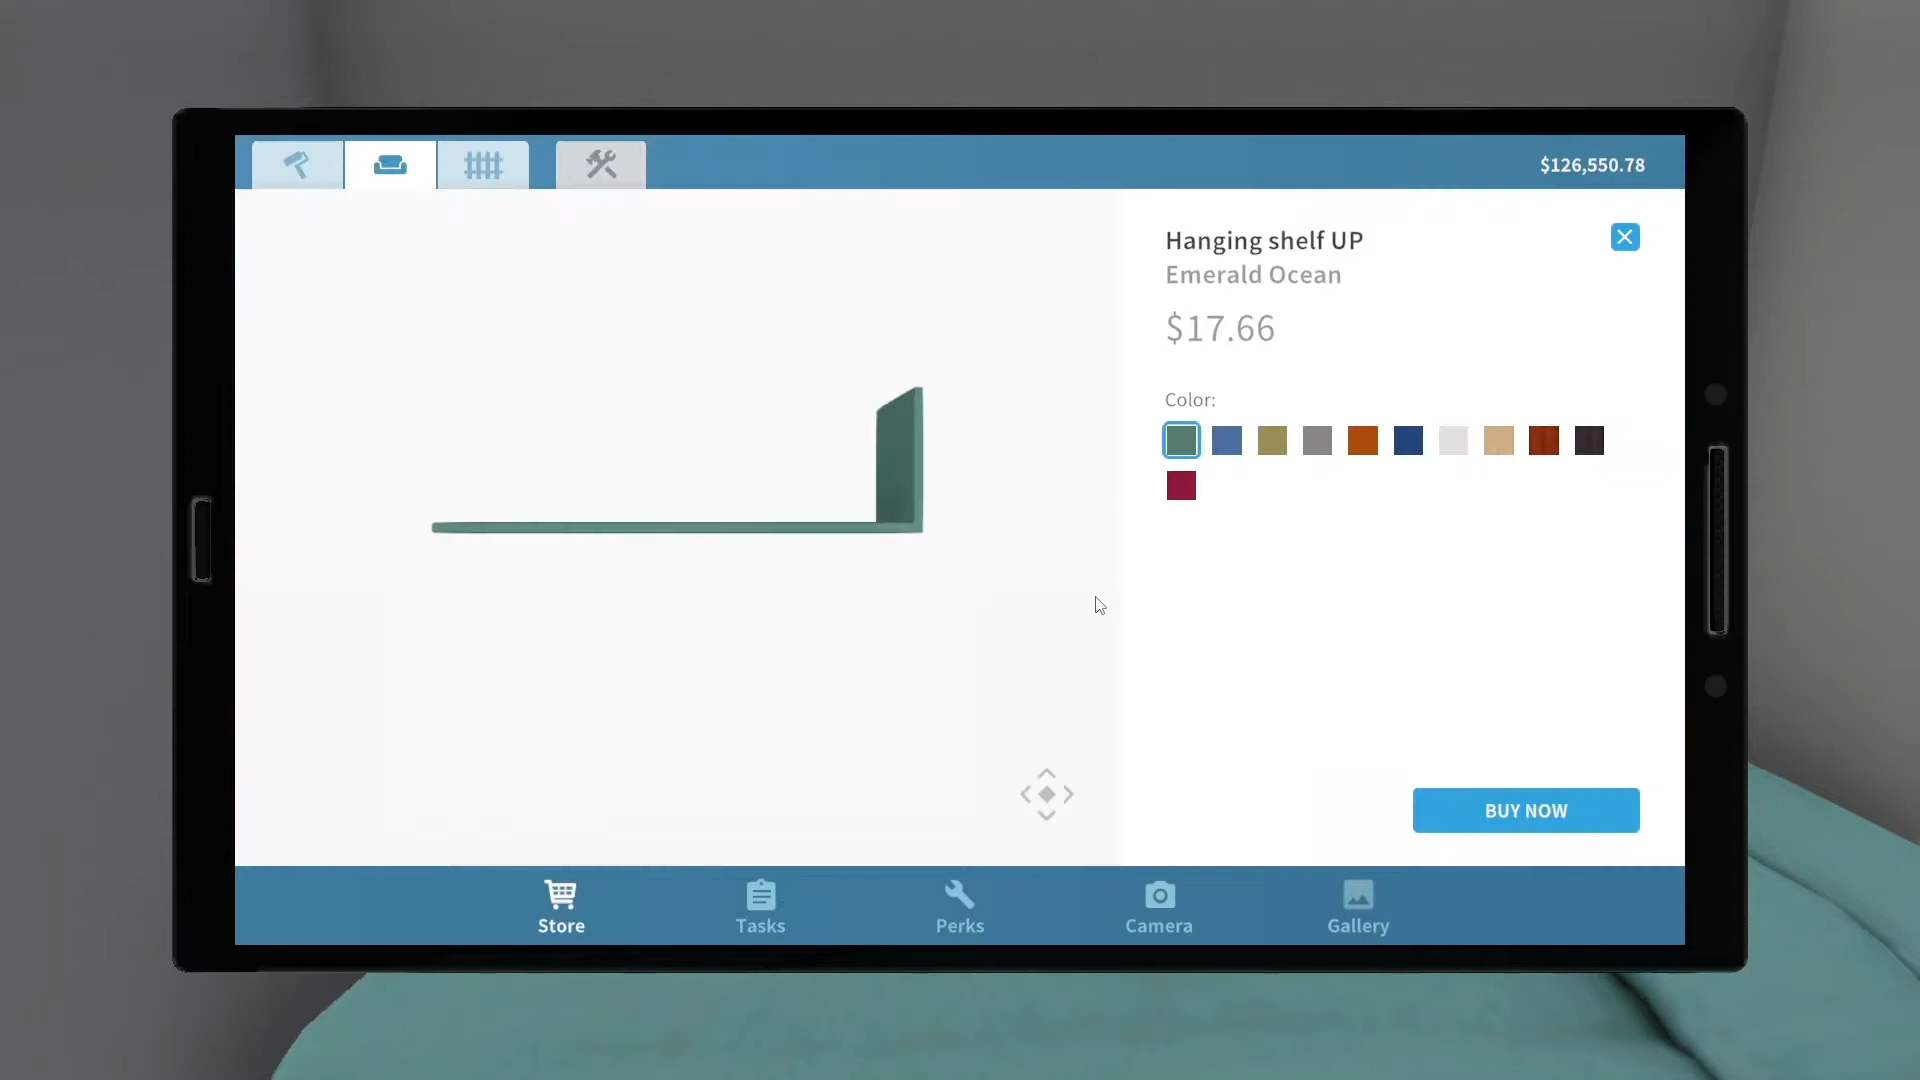 $126,550.78
Hanging shelf UP
Emerald Ocean
$17.66
Color:
BUY NOW
Store
Tasks
Perks
Camera
Gallery